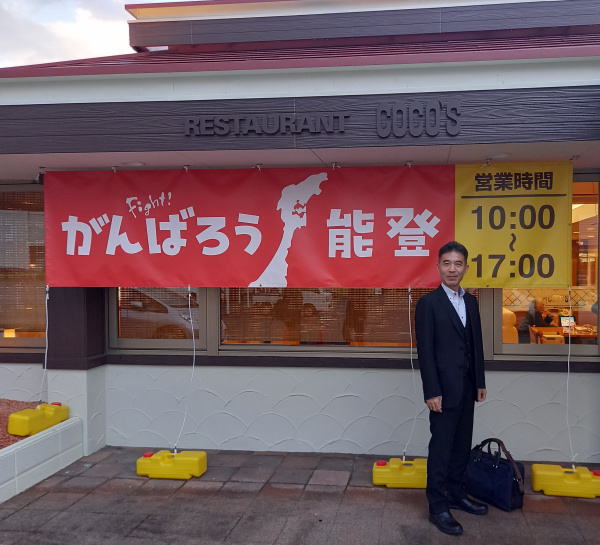 RESTAURANT COCO'S
Fight!
がんばろう 能登
営業時間
10:00
~
17:00